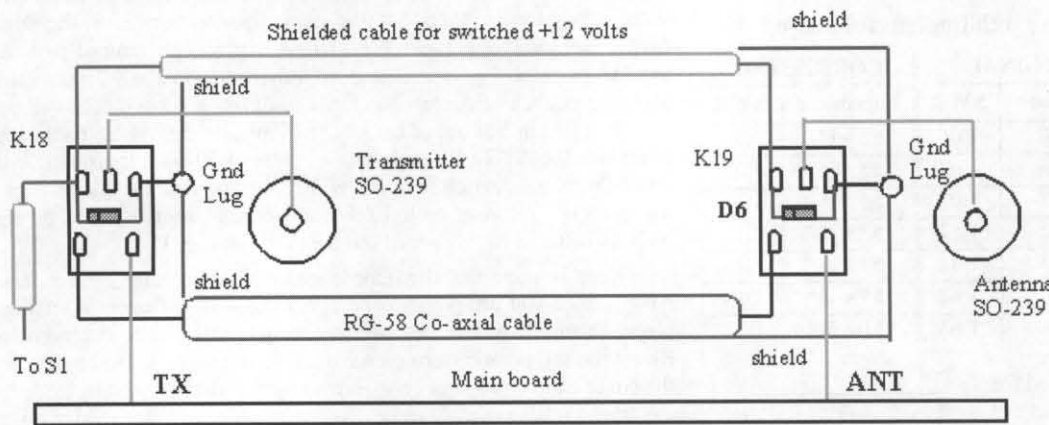 shield
Shielded cable for switched +12 volts
shield
K18
Transmitter
SO-239
Gnd
Lug
K19
Gnd
Lug
D6
shield
Antenna
SO-239
RG-58 Co-axial cable
To S1
shield
TX
Main board
ANT